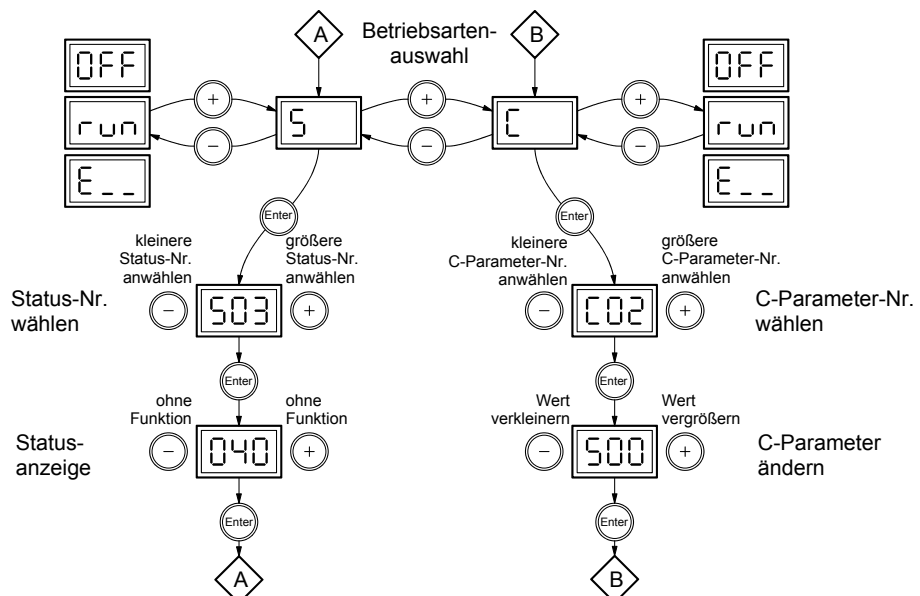 A
Betriebsarten-
auswahl
B
OFF
OFF
+
+
+
run
S
C
run
−
−
−
E_ _
E_ _
Enter
Enter
kleinere
Status-Nr.
anwählen
größere
Status-Nr.
anwählen
kleinere
C-Parameter-Nr.
anwählen
größere
C-Parameter-Nr.
anwählen
Status-Nr.
wählen
−
S03
+
−
C02
+
C-Parameter-Nr.
wählen
Enter
Enter
ohne
Funktion
ohne
Funktion
Wert
verkleinern
Wert
vergrößern
Status-
anzeige
−
040
+
−
500
+
C-Parameter
ändern
Enter
Enter
A
B